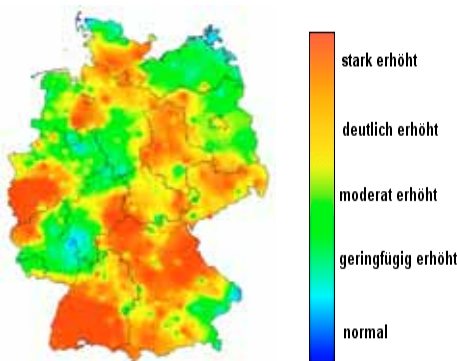 stark erhöht
deutlich erhöht
moderat erhöht
geringfügig erhöht
normal